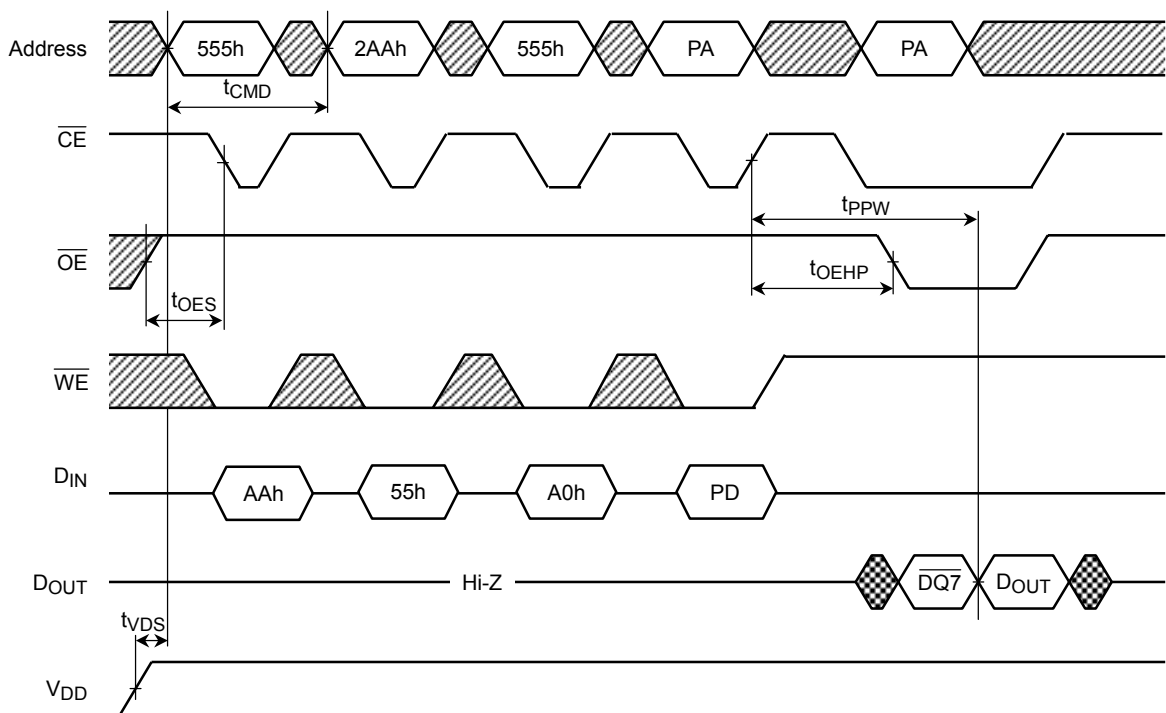 Address 555h 2AAh 555h PA PA
tCMD
CE
tPPW
OE
tOEHP
tOES
WE
DIN AAh 55h A0h PD
DOUT Hi-Z DQ7 DOUT
tVDS
VDD